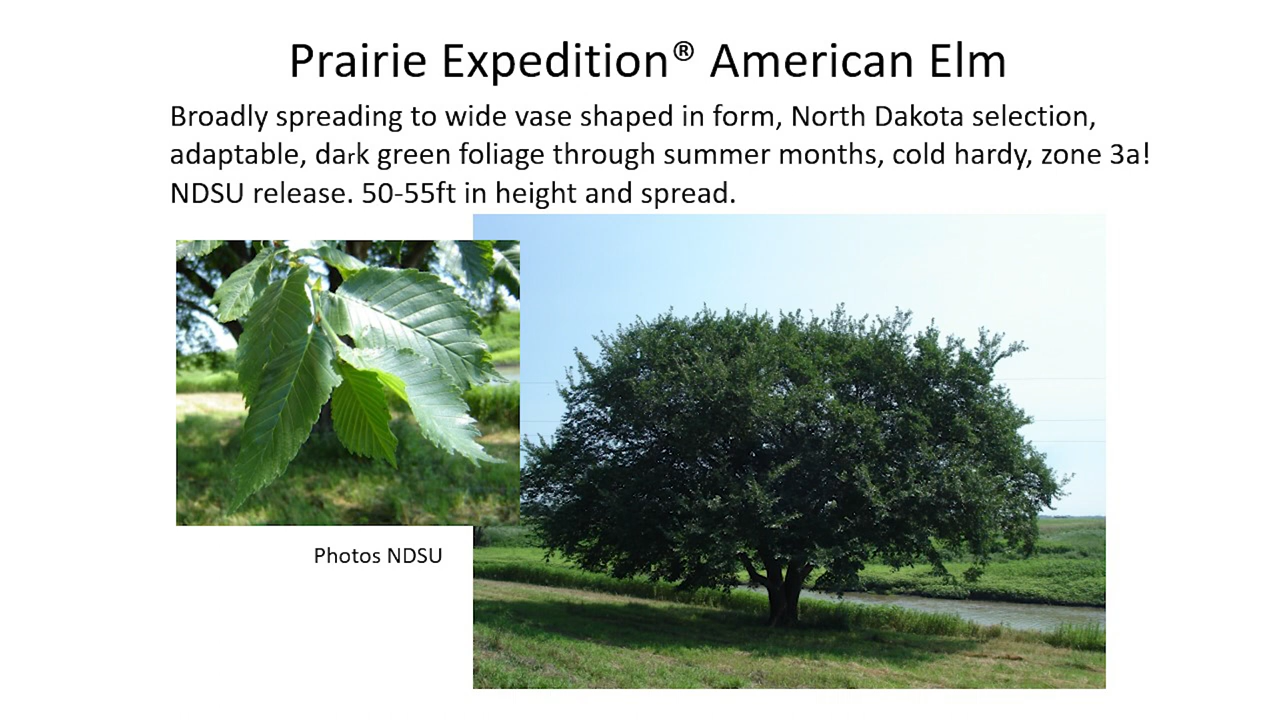 Prairie Expedition® American Elm
Broadly spreading to wide vase shaped in form, North Dakota selection,
adaptable, dark green foliage through summer months, cold hardy, zone 3a!
NDSU release. 50-55ft in height and spread.
Photos NDSU